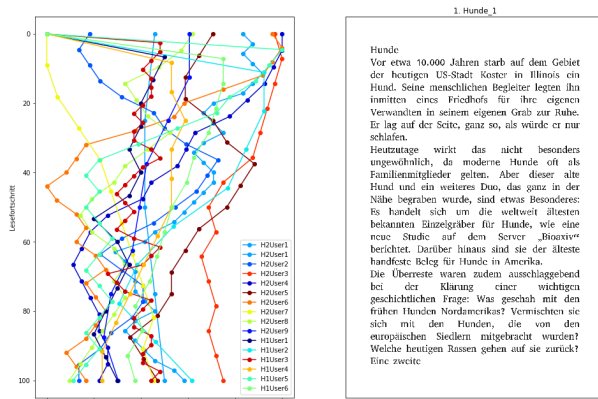 1. Hunde_1
0
20
40
60
80
100
Lesefortschritt
H2User1
H2User1
H2User2
H2User3
H2User4
H2User5
H2User6
H2User7
H2User8
H2User9
H1User1
H1User2
H1User3
H1User4
H1User5
H1User6
Hunde
Vor etwa 10.000 Jahren starb auf dem Gebiet
der heutigen US-Stadt Koster in Illinois ein
Hund. Seine menschlichen Begleiter legten ihn
inmitten eines Friedhofs für ihre eigenen
Verwandten in seinem eigenen Grab zur Ruhe.
Er lag auf der Seite, ganz so, als würde er nur
schlafen.
Heutzutage wirkt das nicht besonders
ungewöhnlich, da moderne Hunde oft als
Familienmitglieder gelten. Aber dieser alte
Hund und ein weiteres Duo, das ganz in der
Nähe begraben wurde, sind etwas Besonderes:
Es handelt sich um die weltweit ältesten
bekannten Einzelgräber für Hunde, wie eine
neue Studie auf dem Server „Bioaxiv“
berichtet. Darüber hinaus sind sie der älteste
handfeste Beleg für Hunde in Amerika.
Die Überreste waren zudem ausschlaggebend
bei der Klärung einer wichtigen
geschichtlichen Frage: Was geschah mit den
frühen Hunden Nordamerikas? Vermischten sie
sich mit den Hunden, die von den
europäischen Siedlern mitgebracht wurden?
Welche heutigen Rassen gehen auf sie zurück?
Eine zweite